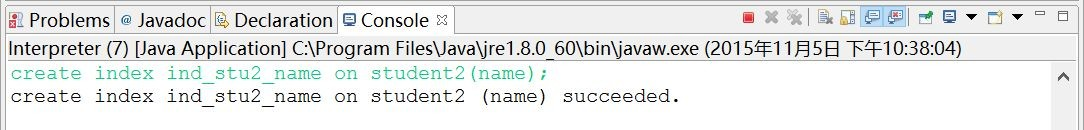 Problems @ Javadoc Declaration Console
Interpreter (7) [Java Application] C:\Program Files\Java\jre1.8.0_60\bin\javaw.exe (2015年11月5日 下午10:38:04)
create index ind_stu2_name on student2(name);
create index ind_stu2_name on student2 (name) succeeded.